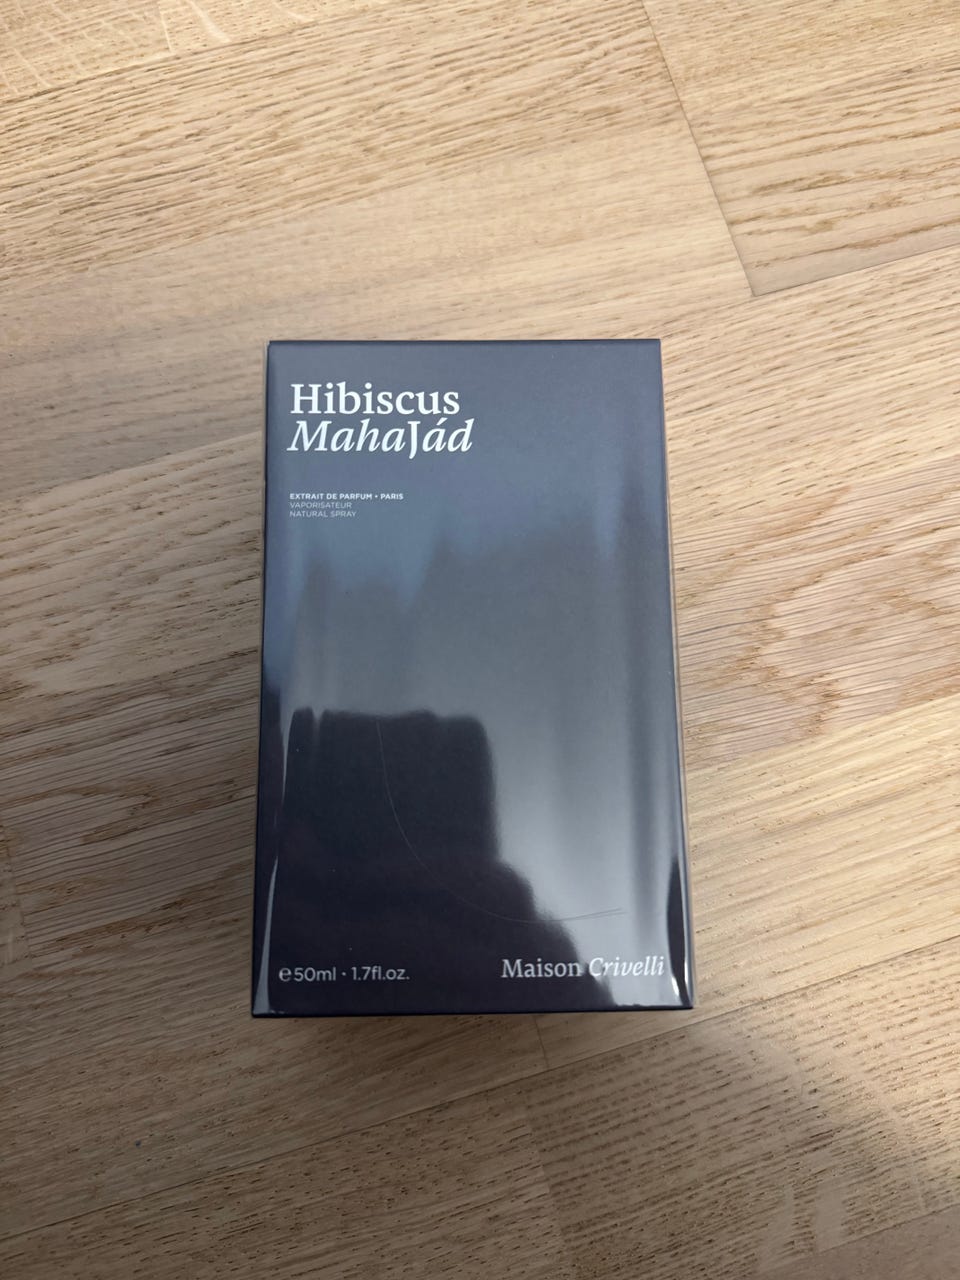 Hibiscus
MahaJád
EXTRAIT DE PARFUM • PARIS
VAPORISATEUR
NATURAL SPRAY
℮50ml · 1.7fl.oz.
Maison Crivelli